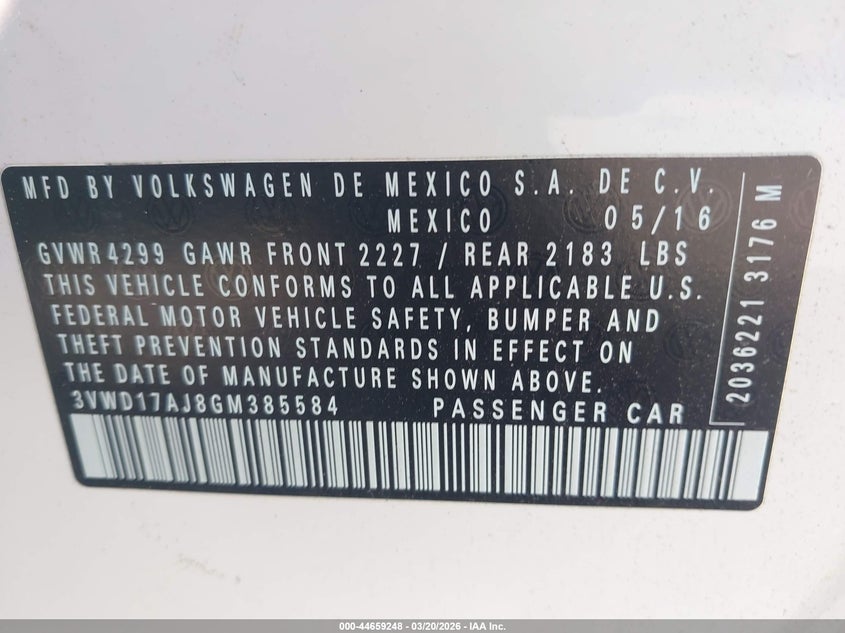 MFD BY VOLKSWAGEN DE MEXICO S.A. DE C.V.
MEXICO 05/16
GVWR 4299 GAWR FRONT 2227 / REAR 2183 LBS
THIS VEHICLE CONFORMS TO ALL APPLICABLE U.S.
FEDERAL MOTOR VEHICLE SAFETY, BUMPER AND
THEFT PREVENTION STANDARDS IN EFFECT ON
THE DATE OF MANUFACTURE SHOWN ABOVE.
3VWD17AJ8GM385584 PASSENGER CAR
2036221 3176 M
000-44659248 | 03/20/2026 - IAA Inc.